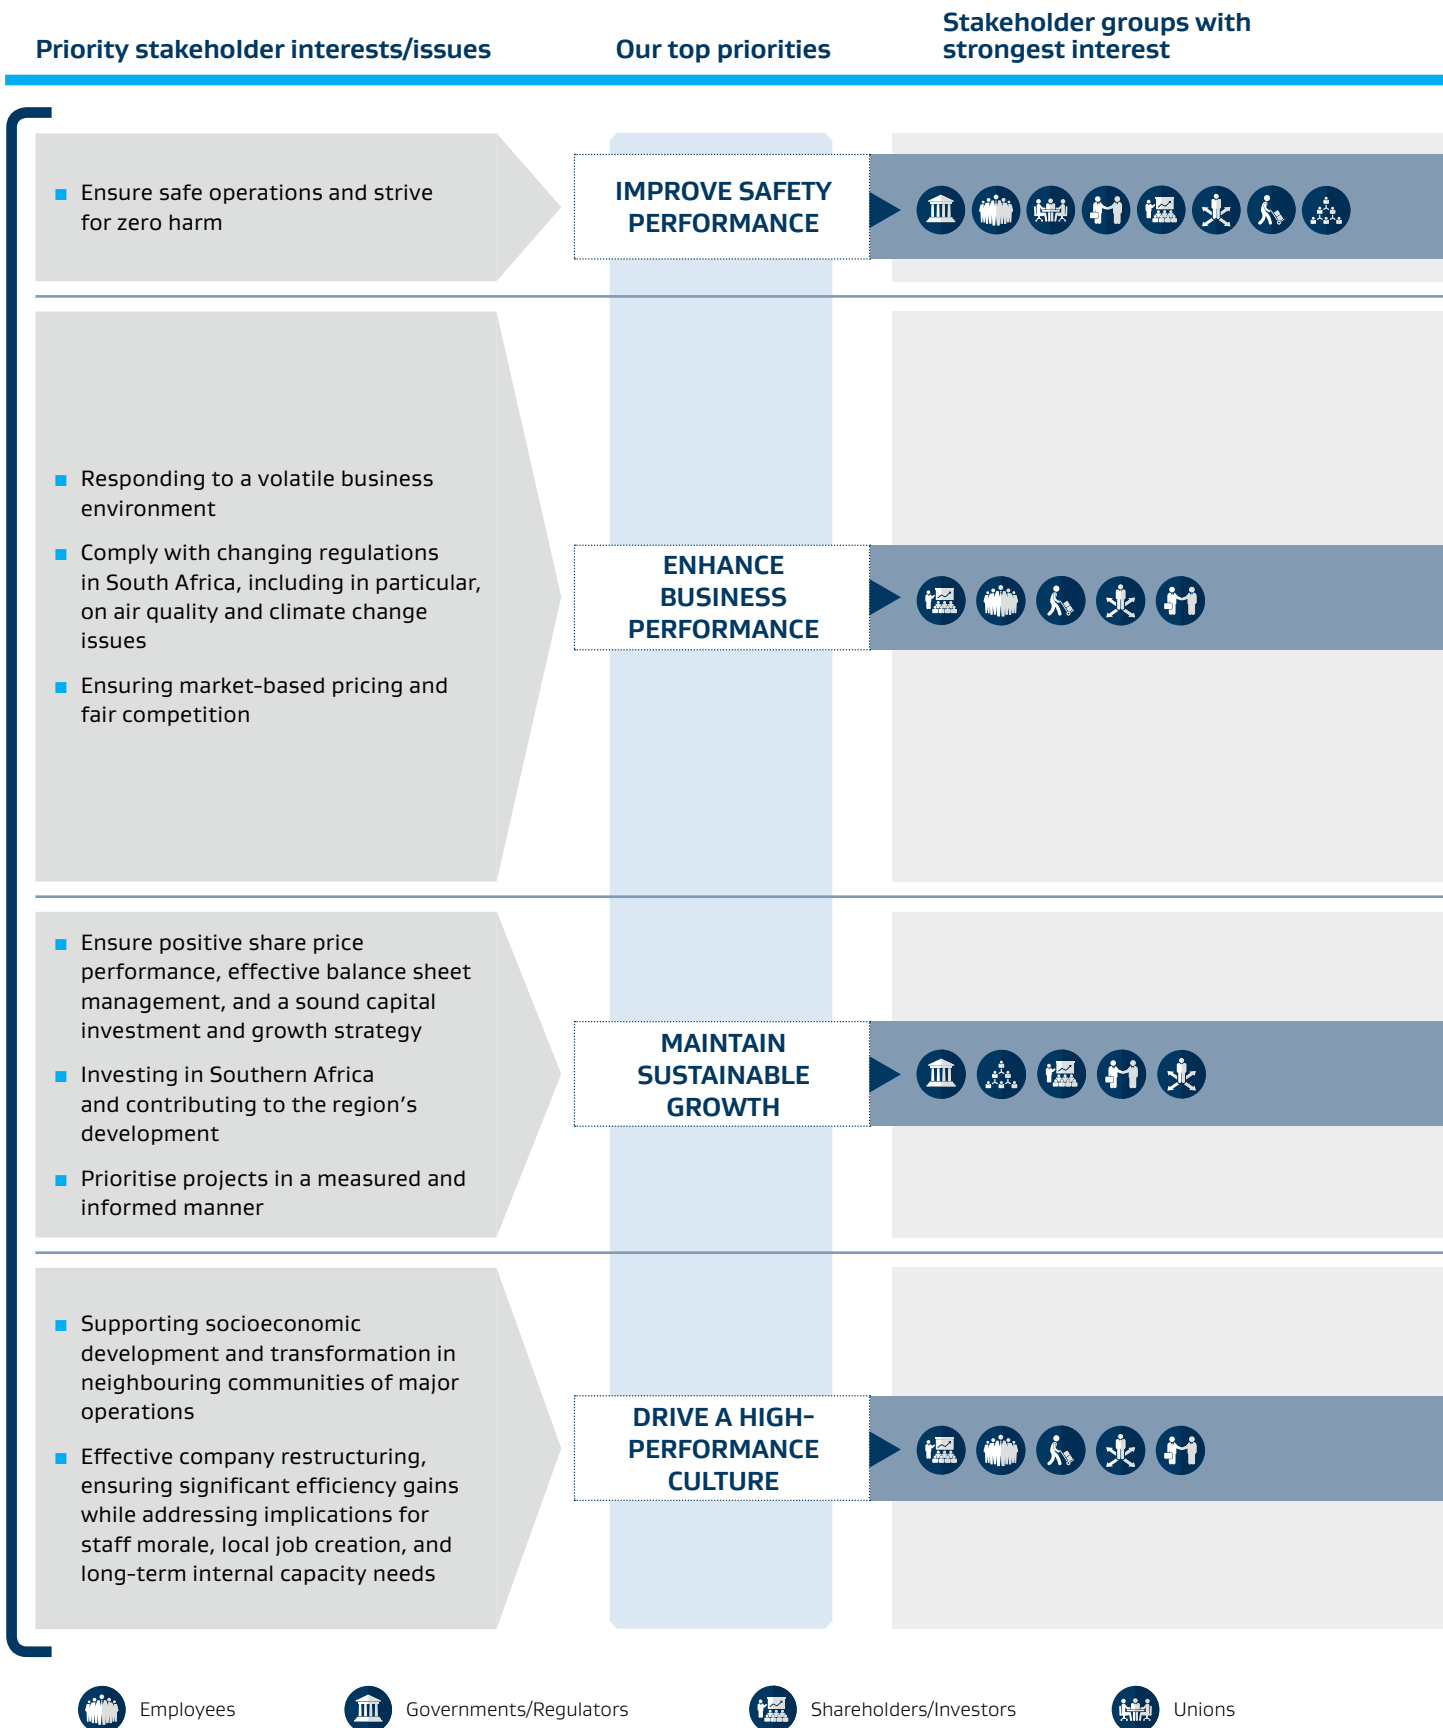 Priority stakeholder interests/issues
Our top priorities
Stakeholder groups with
strongest interest
Ensure safe operations and strive
for zero harm
IMPROVE SAFETY
PERFORMANCE
Responding to a volatile business
environment
Comply with changing regulations
in South Africa, including in particular,
on air quality and climate change
issues
Ensuring market-based pricing and
fair competition
ENHANCE
BUSINESS
PERFORMANCE
Ensure positive share price
performance, effective balance sheet
management, and a sound capital
investment and growth strategy
Investing in Southern Africa
and contributing to the region's
development
Prioritise projects in a measured and
informed manner
MAINTAIN
SUSTAINABLE
GROWTH
Supporting socioeconomic
development and transformation in
neighbouring communities of major
operations
Effective company restructuring,
ensuring significant efficiency gains
while addressing implications for
staff morale, local job creation, and
long-term internal capacity needs
DRIVE A HIGH-
PERFORMANCE
CULTURE
Employees
Governments/Regulators
Shareholders/Investors
Unions